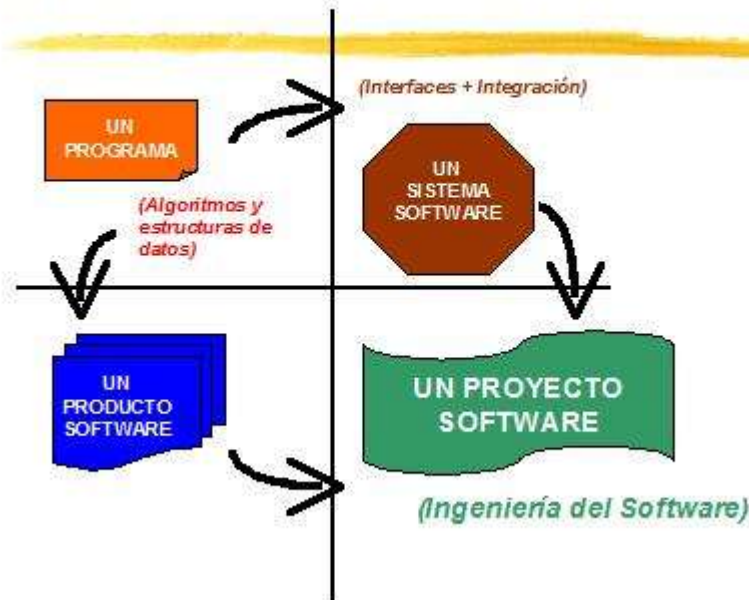 UN
PROGRAMA
(Algoritmos y
estructuras de
datos)
(Interfaces + Integración)
UN
SISTEMA
SOFTWARE
UN
PRODUCTO
SOFTWARE
UN PROYECTO
SOFTWARE
(Ingeniería del Software)